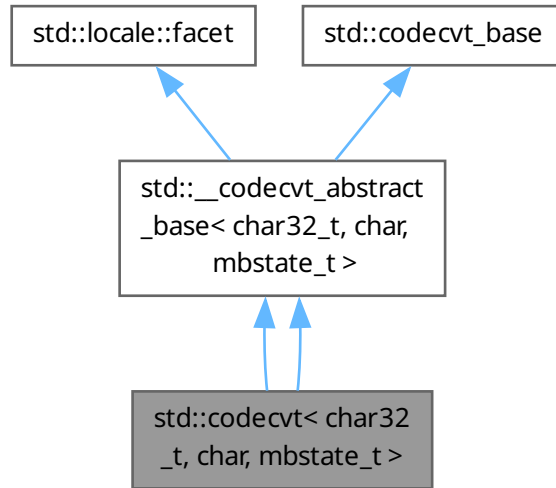 std::locale::facet
std::codecvt_base
std::__codecvt_abstract
_base< char32_t, char,
mbstate_t >
std::codecvt< char32
_t, char, mbstate_t >